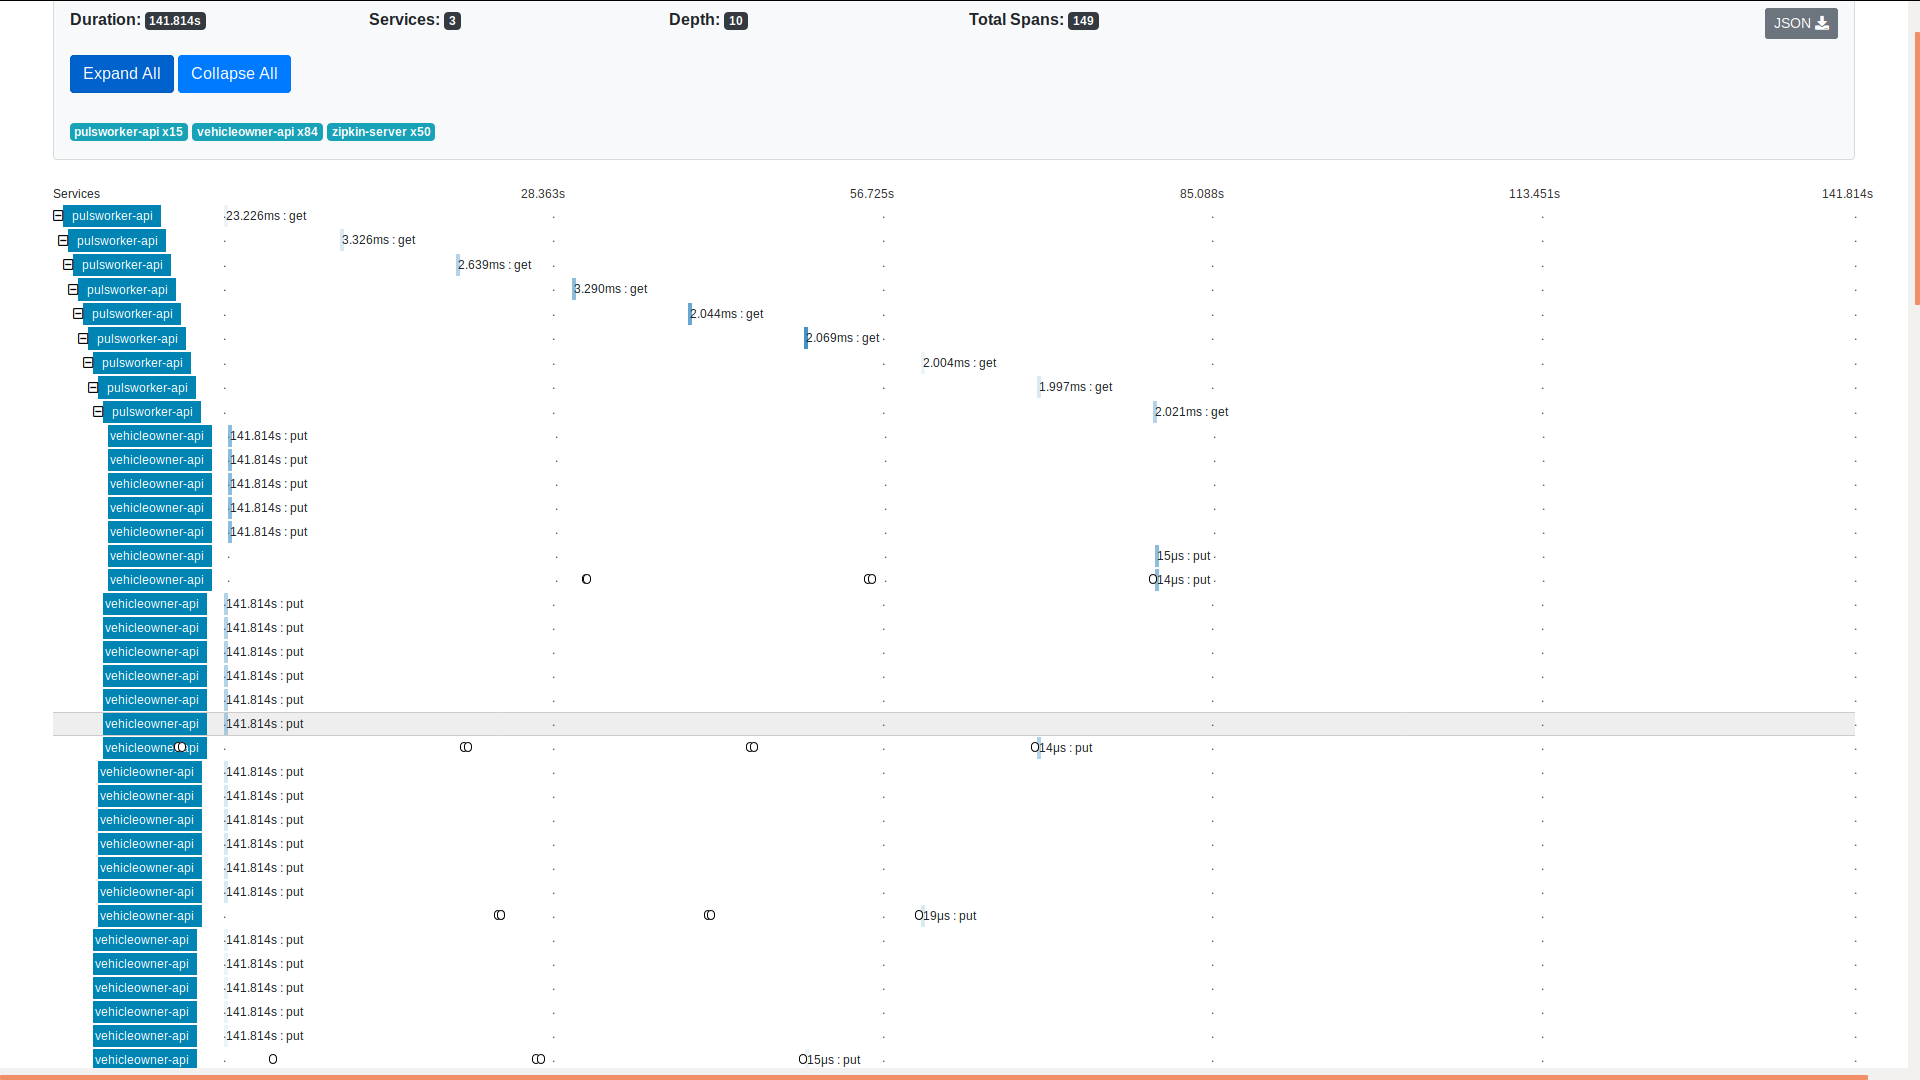 Duration: 141.814s Services: 3 Depth: 10 Total Spans: 149 JSON
Expand All Collapse All
pulsworker-api x15 vehicleowner-api x84 zipkin-server x50
Services 28.363s 56.725s 85.088s 113.451s 141.814s
pulsworker-api 23.226ms : get
pulsworker-api 3.326ms : get
pulsworker-api 2.639ms : get
pulsworker-api 3.290ms : get
pulsworker-api 2.044ms : get
pulsworker-api 2.069ms : get
pulsworker-api 2.004ms : get
pulsworker-api 1.997ms : get
pulsworker-api 2.021ms : get
vehicleowner-api 141.814s : put
vehicleowner-api 141.814s : put
vehicleowner-api 141.814s : put
vehicleowner-api 141.814s : put
vehicleowner-api 141.814s : put
vehicleowner-api 15μs : put
vehicleowner-api 14μs : put
vehicleowner-api 141.814s : put
vehicleowner-api 141.814s : put
vehicleowner-api 141.814s : put
vehicleowner-api 141.814s : put
vehicleowner-api 141.814s : put
vehicleowner-api 141.814s : put
vehicleowner-api 14μs : put
vehicleowner-api 141.814s : put
vehicleowner-api 141.814s : put
vehicleowner-api 141.814s : put
vehicleowner-api 141.814s : put
vehicleowner-api 141.814s : put
vehicleowner-api 141.814s : put
vehicleowner-api 19μs : put
vehicleowner-api 141.814s : put
vehicleowner-api 141.814s : put
vehicleowner-api 141.814s : put
vehicleowner-api 141.814s : put
vehicleowner-api 141.814s : put
vehicleowner-api 15μs : put